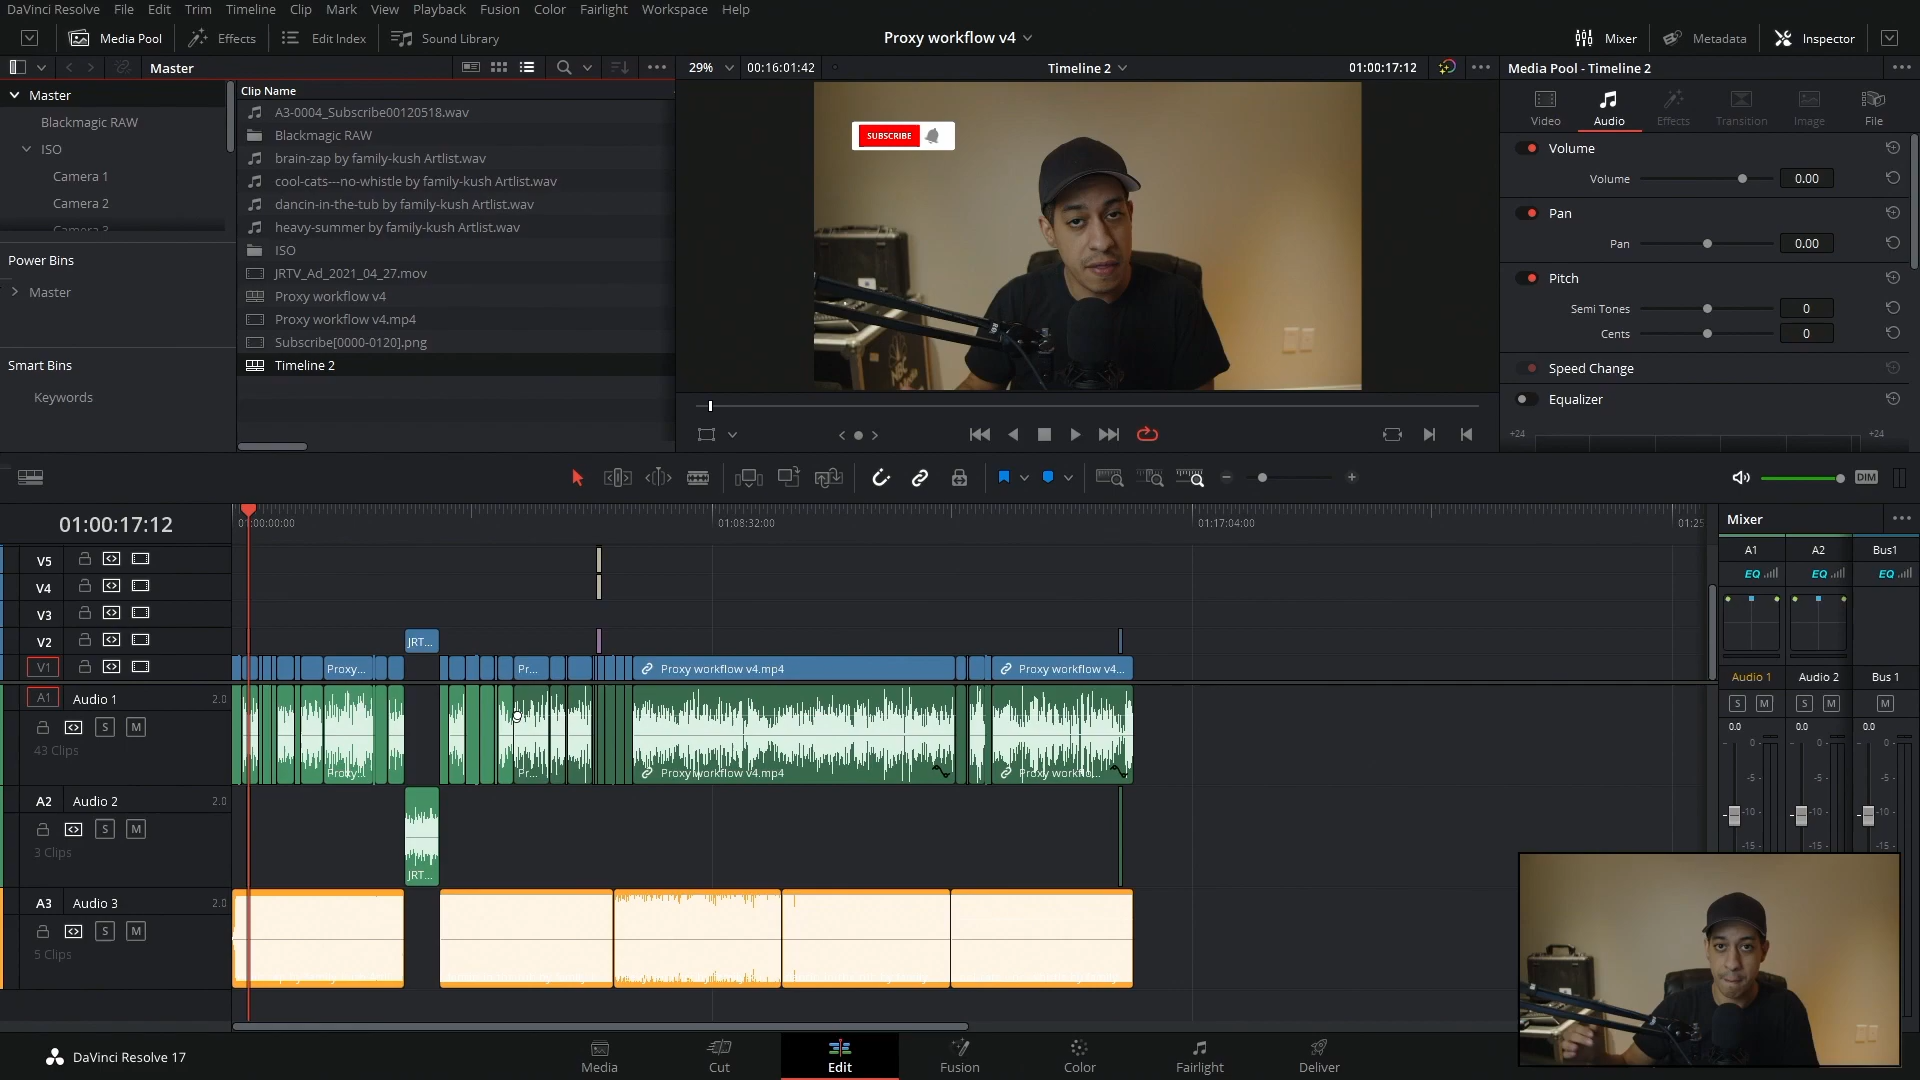 DaVinci Resolve File Edit Trim Timeline Clip Mark View Playback Fusion Color Fairlight Workspace Help
Media Pool Effects Edit Index Sound Library Proxy workflow v4 Mixer Metadata Inspector
Master 29% 00:16:01:42 Timeline 2 01:00:17:12 Media Pool - Timeline 2
Master
Blackmagic RAW
ISO
Camera 1
Camera 2
Camera 3
Power Bins
Master
Smart Bins
Keywords
Clip Name
A3-0004_Subscribe00120518.wav
Blackmagic RAW
brain-zap by family-kush Artlist.wav
cool-cats---no-whistle by family-kush Artlist.wav
dancin-in-the-tub by family-kush Artlist.wav
heavy-summer by family-kush Artlist.wav
ISO
JRTV_Ad_2021_04_27.mov
Proxy workflow v4
Proxy workflow v4.mp4
Subscribe[0000-0120].png
Timeline 2
SUBSCRIBE
Video Audio Effects Transition Image File
Volume
Volume 0.00
Pan
Pan 0.00
Pitch
Semi Tones 0
Cents 0
Speed Change
Equalizer
+24 +24
DIM
01:00:17:12
01:00:00:00 01:08:32:00 01:17:04:00 01:25
V5
V4
V3
V2 JRT...
V1 Proxy... Pr... Proxy workflow v4.mp4 Proxy workflow v4...
A1 Audio 1 2.0
S M
43 Clips
Proxy... Pr... Proxy workflow v4.mp4 Proxy workflo...
A2 Audio 2 2.0
S M
3 Clips
JRT...
A3 Audio 3 2.0
S M
5 Clips
Mixer
A1 A2 Bus1
EQ EQ EQ
Audio 1 Audio 2 Bus 1
S M S M M
0.0 0.0 0.0
0 0 0
-5 -5 -5
-10 -10 -10
-15 -15 -15
DaVinci Resolve 17
Media Cut Edit Fusion Color Fairlight Deliver